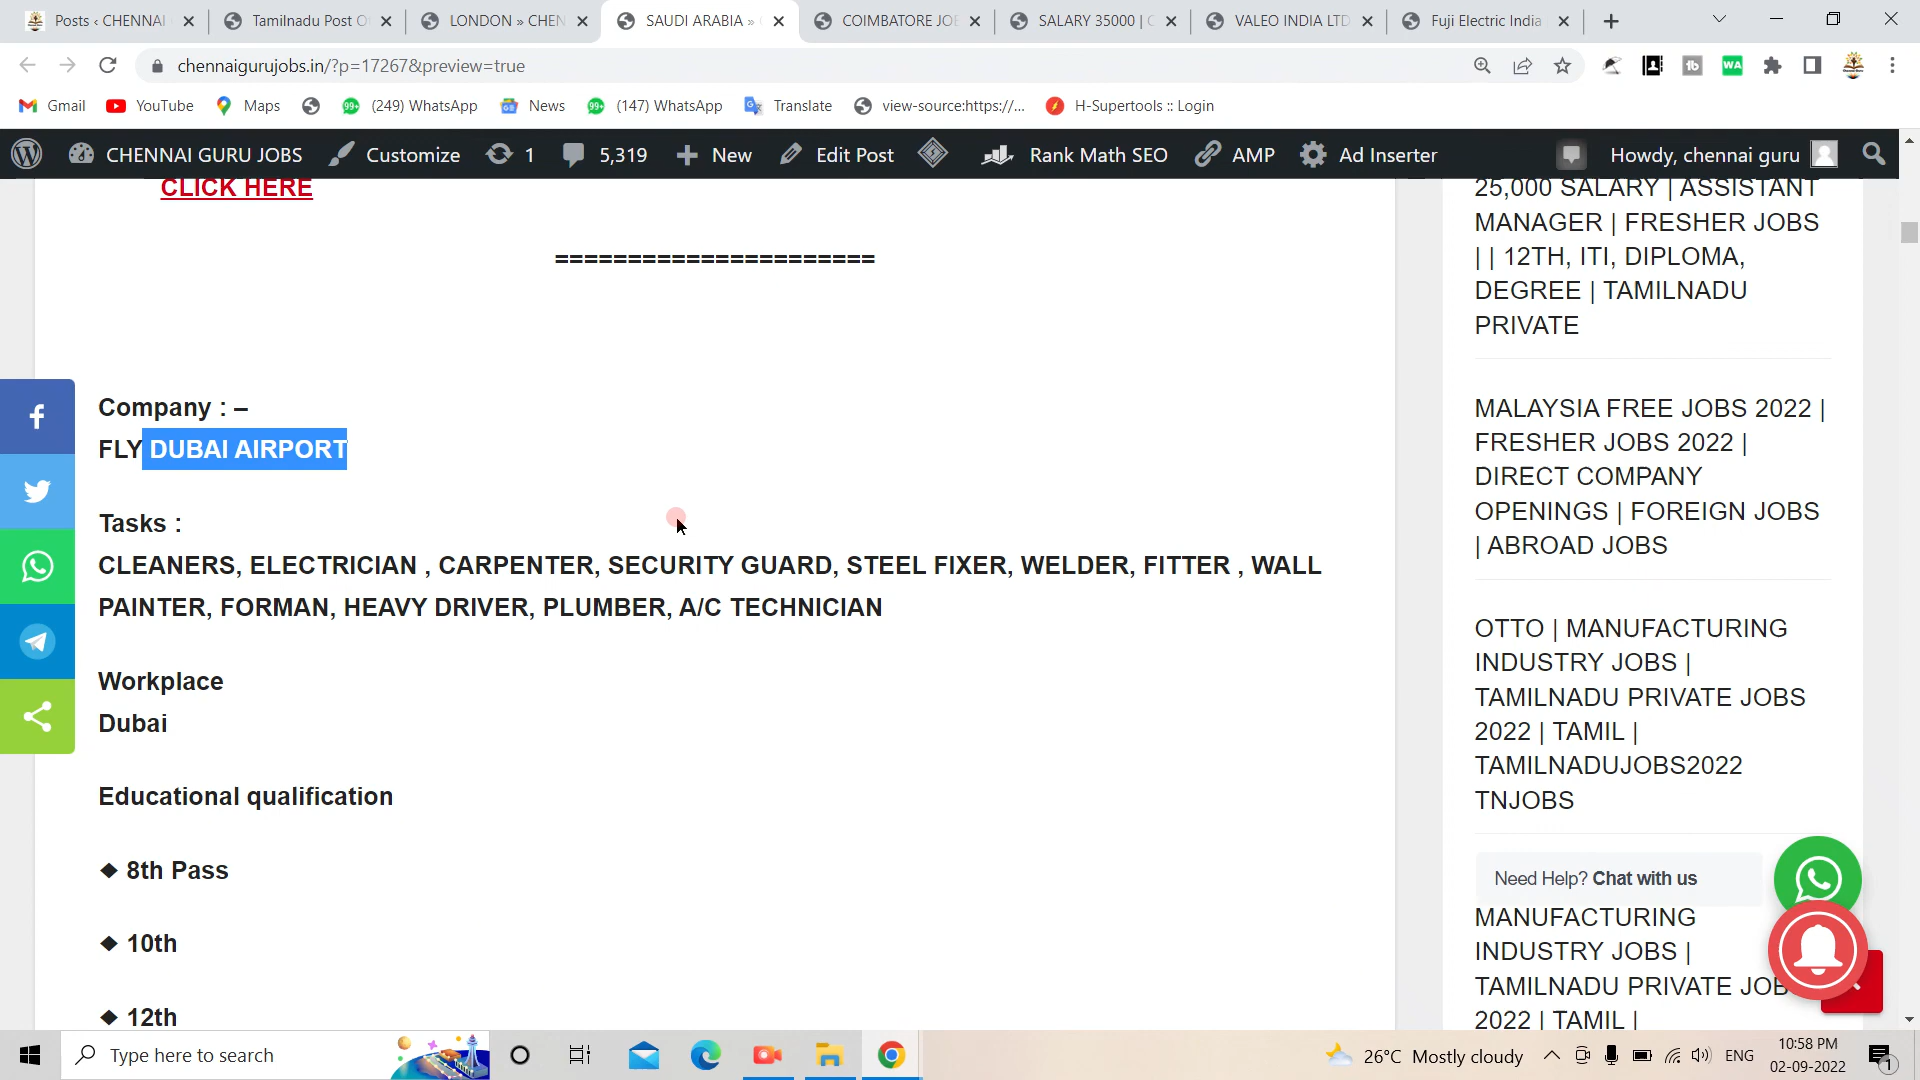 Posts ‹ CHENNAI
Tamilnadu Post O
LONDON » CHEN
SAUDI ARABIA »
COIMBATORE JOB
SALARY 35000 | C
VALEO INDIA LTD
Fuji Electric India
chennaigurujobs.in/?p=17267&preview=true
Gmail
YouTube
Maps
(249) WhatsApp
News
(147) WhatsApp
Translate
view-source:https://...
H-Supertools :: Login
CHENNAI GURU JOBS
Customize
1
5,319
New
Edit Post
Rank Math SEO
AMP
Ad Inserter
Howdy, chennai guru
CLICK HERE
======================
Company : –
FLY DUBAI AIRPORT
Tasks :
CLEANERS, ELECTRICIAN , CARPENTER, SECURITY GUARD, STEEL FIXER, WELDER, FITTER , WALL
PAINTER, FORMAN, HEAVY DRIVER, PLUMBER, A/C TECHNICIAN
Workplace
Dubai
Educational qualification
❖ 8th Pass
❖ 10th
❖ 12th
25,000 SALARY | ASSISTANT
MANAGER | FRESHER JOBS
| | 12TH, ITI, DIPLOMA,
DEGREE | TAMILNADU
PRIVATE
MALAYSIA FREE JOBS 2022 |
FRESHER JOBS 2022 |
DIRECT COMPANY
OPENINGS | FOREIGN JOBS
| ABROAD JOBS
OTTO | MANUFACTURING
INDUSTRY JOBS |
TAMILNADU PRIVATE JOBS
2022 | TAMIL |
TAMILNADUJOBS2022
TNJOBS
Need Help? Chat with us
MANUFACTURING
INDUSTRY JOBS |
TAMILNADU PRIVATE JOB
2022 | TAMIL |
Type here to search
26°C Mostly cloudy
ENG
10:58 PM
02-09-2022
1